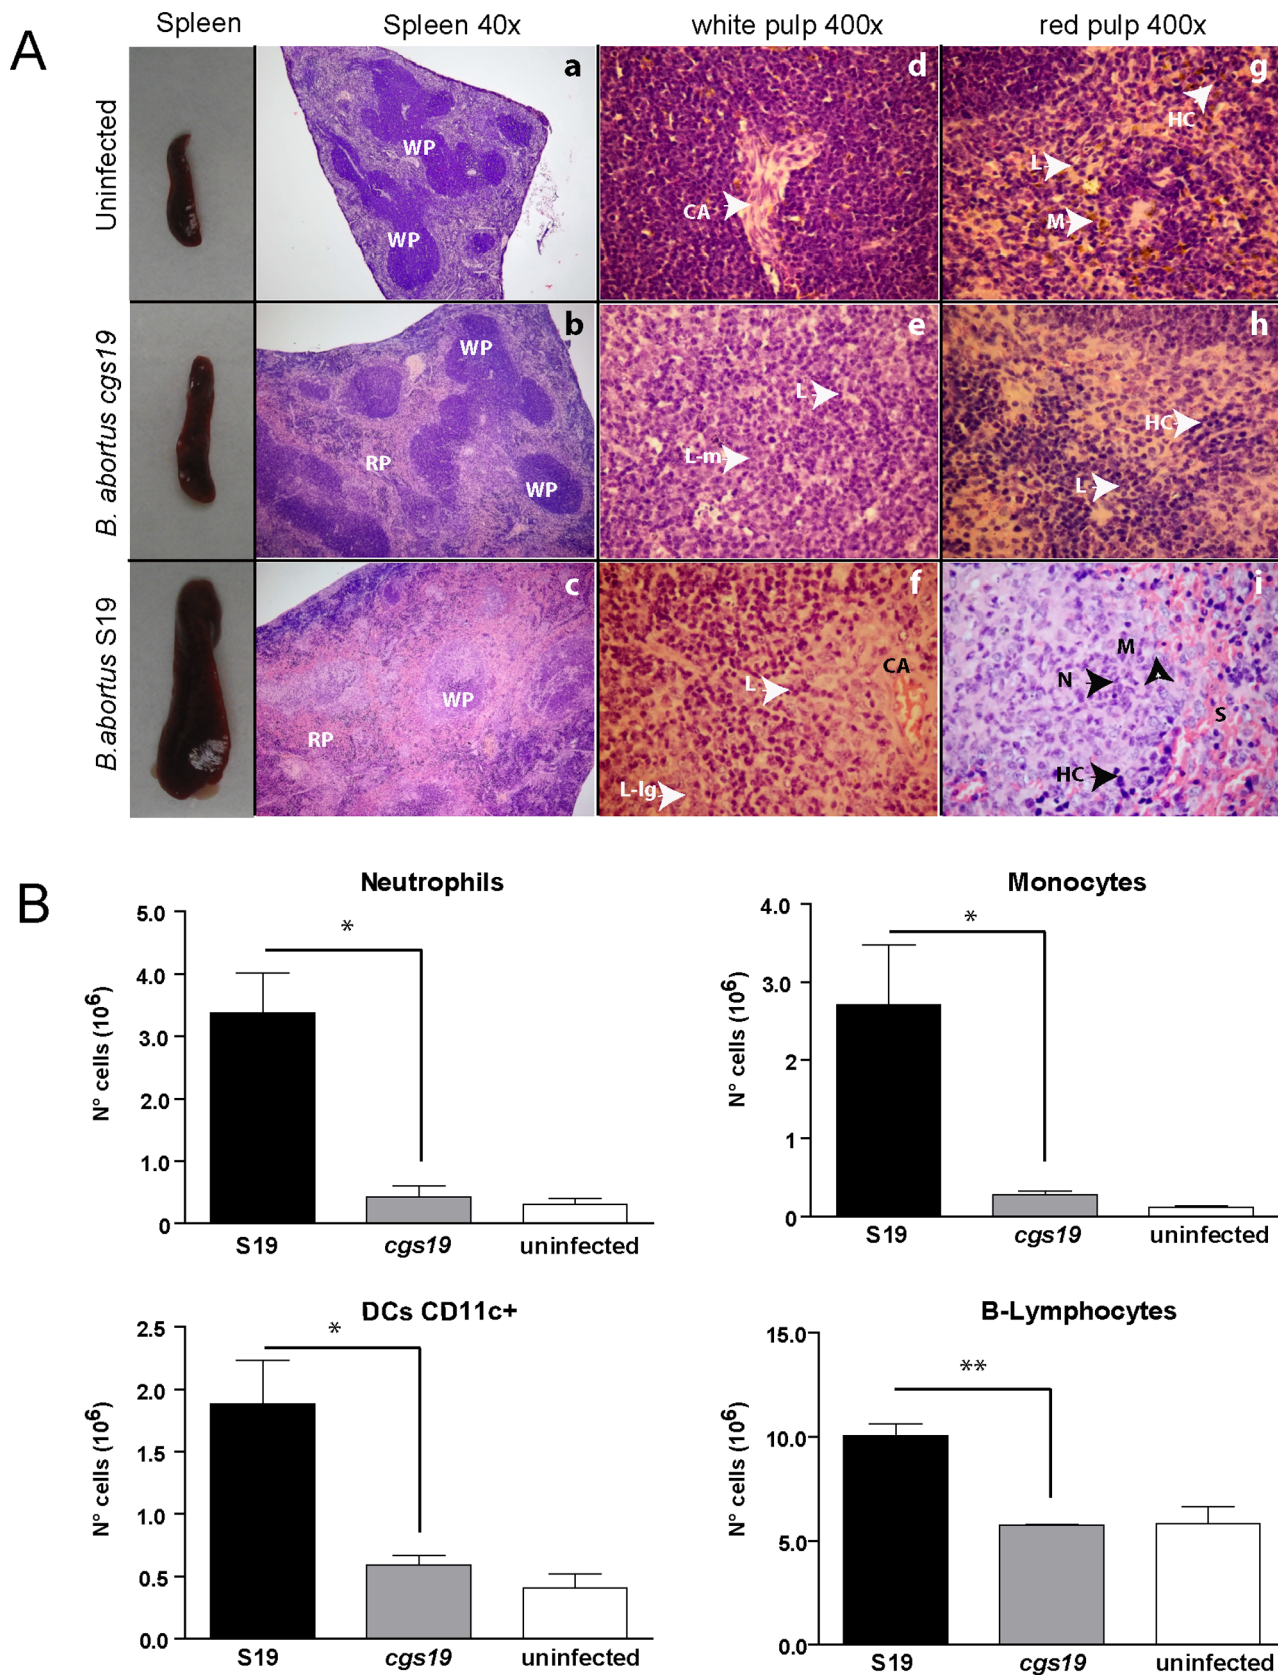 A
Spleen
Spleen 40x
white pulp 400x
red pulp 400x
Uninfected
a
WP
WP
d
CA
g
HC
L
M
B. abortus cgs19
b
WP
RP
WP
e
L
L-m
h
HC
L
B.abortus S19
c
WP
RP
f
CA
L
L-lg
i
M
N
S
HC
B
Neutrophils
N° cells (10⁶)
5.0
4.0
3.0
2.0
1.0
0
*
S19
cgs19
uninfected
Monocytes
N° cells (10⁶)
4.0
3.0
2
1
0
*
S19
cgs19
uninfected
DCs CD11c+
N° cells (10⁶)
2.5
2.0
1.5
1.0
0.5
0.0
*
S19
cgs19
uninfected
B-Lymphocytes
N° cells (10⁶)
15.0
10.0
5.0
0.0
**
S19
cgs19
uninfected